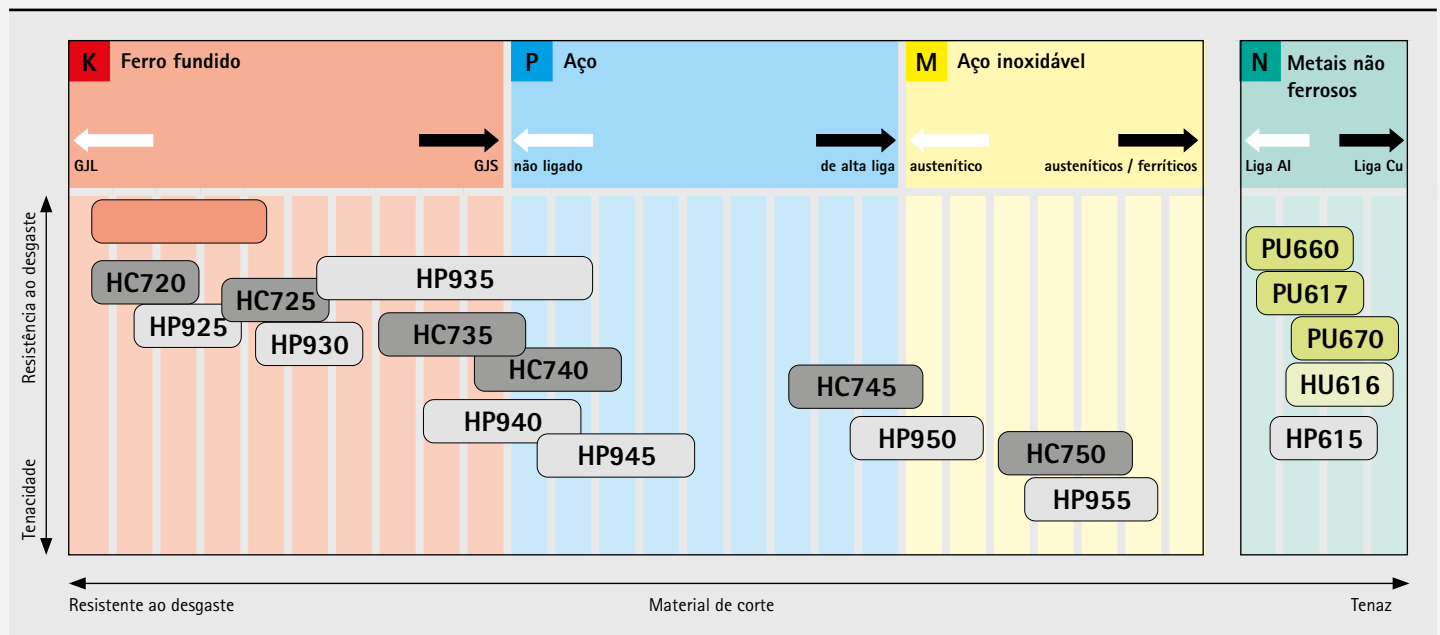 K Ferro fundido
P Aço
M Aço inoxidável
N Metais não
ferrosos
GJL
GJS
não ligado
de alta liga
austenítico
austeníticos / ferríticos
Liga Al
Liga Cu
Resistência ao desgaste
Tenacidade
HC720
HP925
HC725
HP930
HP935
HC735
HC740
HP940
HP945
HC745
HP950
HC750
HP955
PU660
PU617
PU670
HU616
HP615
Resistente ao desgaste
Material de corte
Tenaz